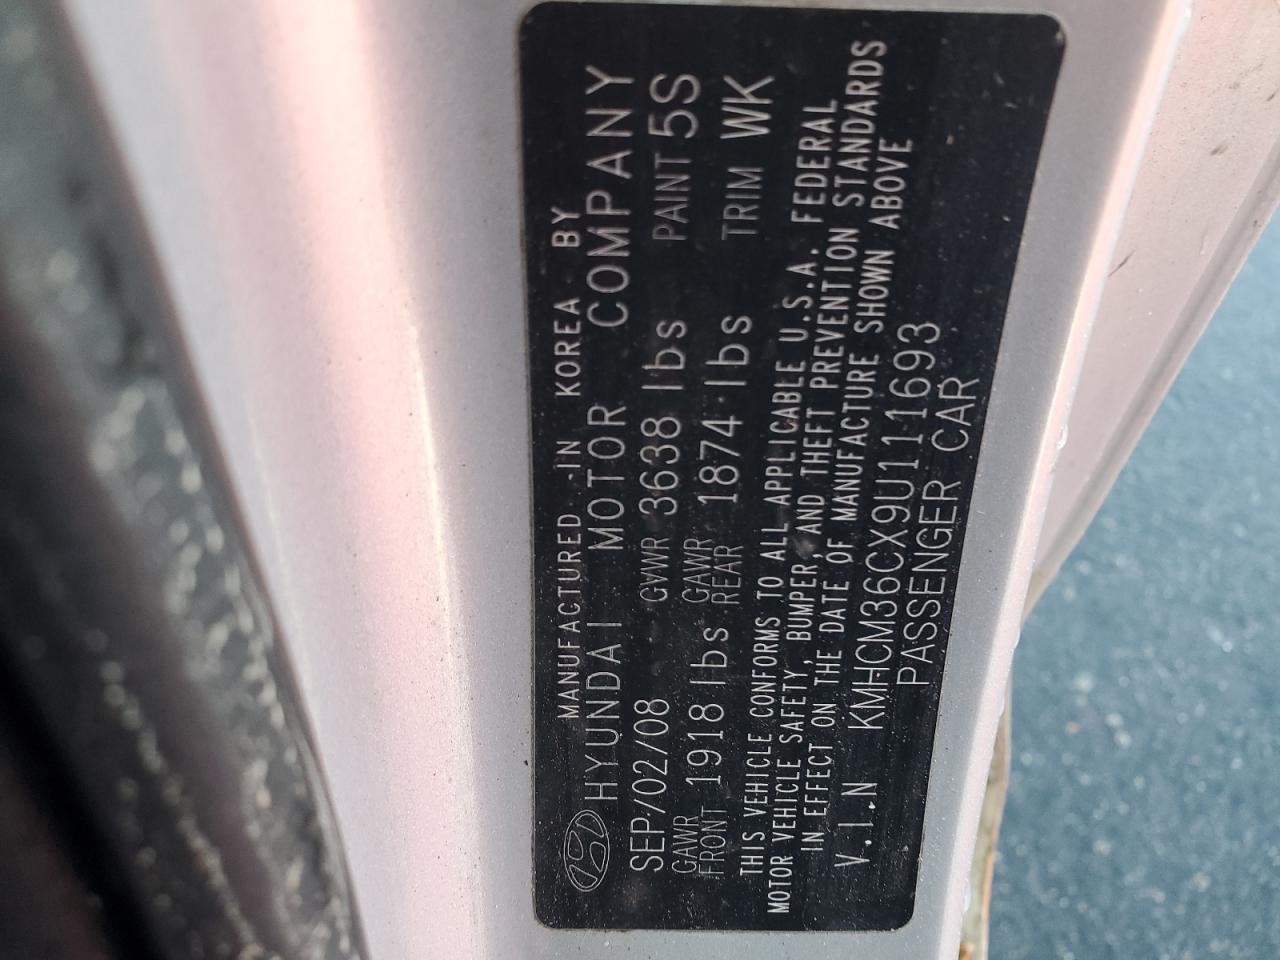 MANUFACTURED IN KOREA BY
HYUNDAI MOTOR COMPANY
SEP/02/08 GVWR 3638 lbs PAINT 5S
GAWR FRONT 1918 lbs GAWR REAR 1874 lbs TRIM WK
THIS VEHICLE CONFORMS TO ALL APPLICABLE U.S.A. FEDERAL
MOTOR VEHICLE SAFETY, BUMPER, AND THEFT PREVENTION STANDARDS
IN EFFECT ON THE DATE OF MANUFACTURE SHOWN ABOVE
V.I.N KMHCM36CX9U111693
PASSENGER CAR